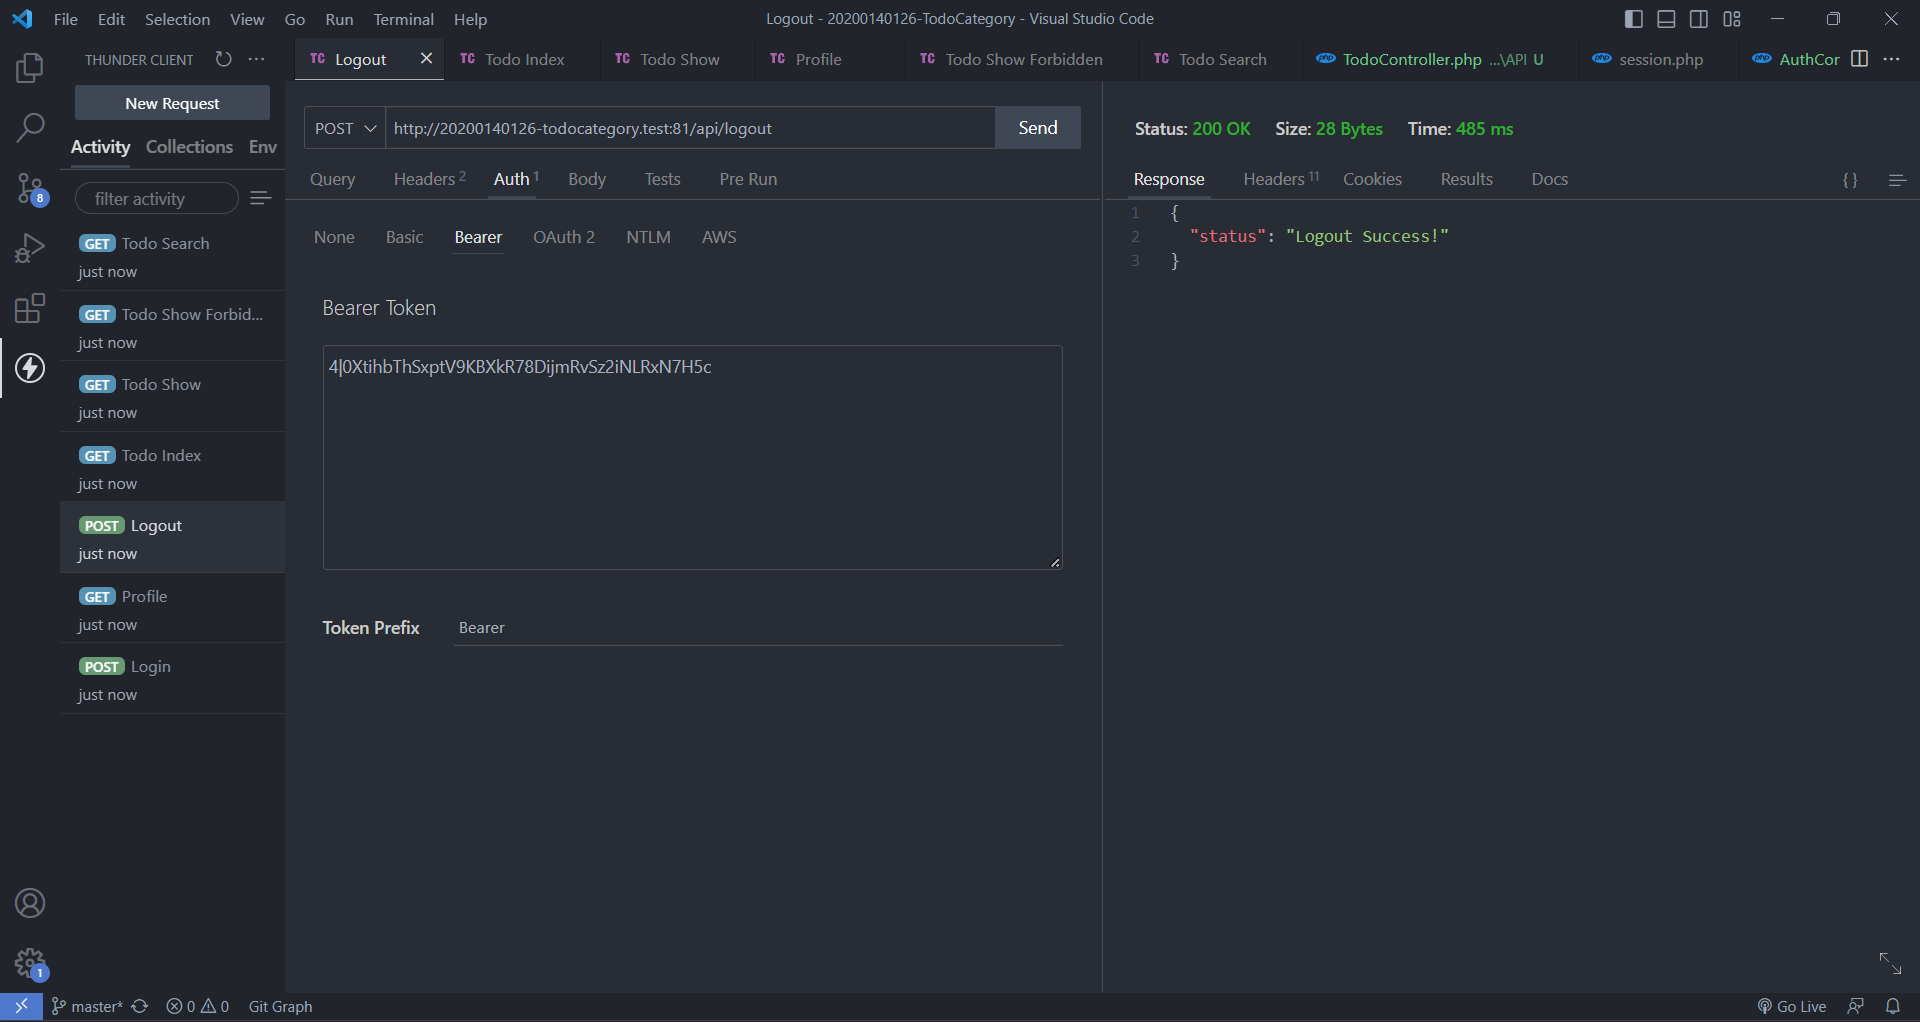 File Edit Selection View Go Run Terminal Help
Logout - 20200140126-TodoCategory - Visual Studio Code
THUNDER CLIENT
New Request
Activity Collections Env
filter activity
GET Todo Search
just now
GET Todo Show Forbid...
just now
GET Todo Show
just now
GET Todo Index
just now
POST Logout
just now
GET Profile
just now
POST Login
just now
8
1
TC Logout
TC Todo Index
TC Todo Show
TC Profile
TC Todo Show Forbidden
TC Todo Search
php TodoController.php ...\API U
php session.php
php AuthCor
POST http://20200140126-todocategory.test:81/api/logout Send
Query Headers 2 Auth 1 Body Tests Pre Run
None Basic Bearer OAuth 2 NTLM AWS
Bearer Token
4|0XtihbThSxptV9KBXkR78DijmRvSz2iNLRxN7H5c
Token Prefix Bearer
Status: 200 OK Size: 28 Bytes Time: 485 ms
Response Headers 11 Cookies Results Docs {}
1 {
2 "status": "Logout Success!"
3 }
master* 0 0 Git Graph
Go Live